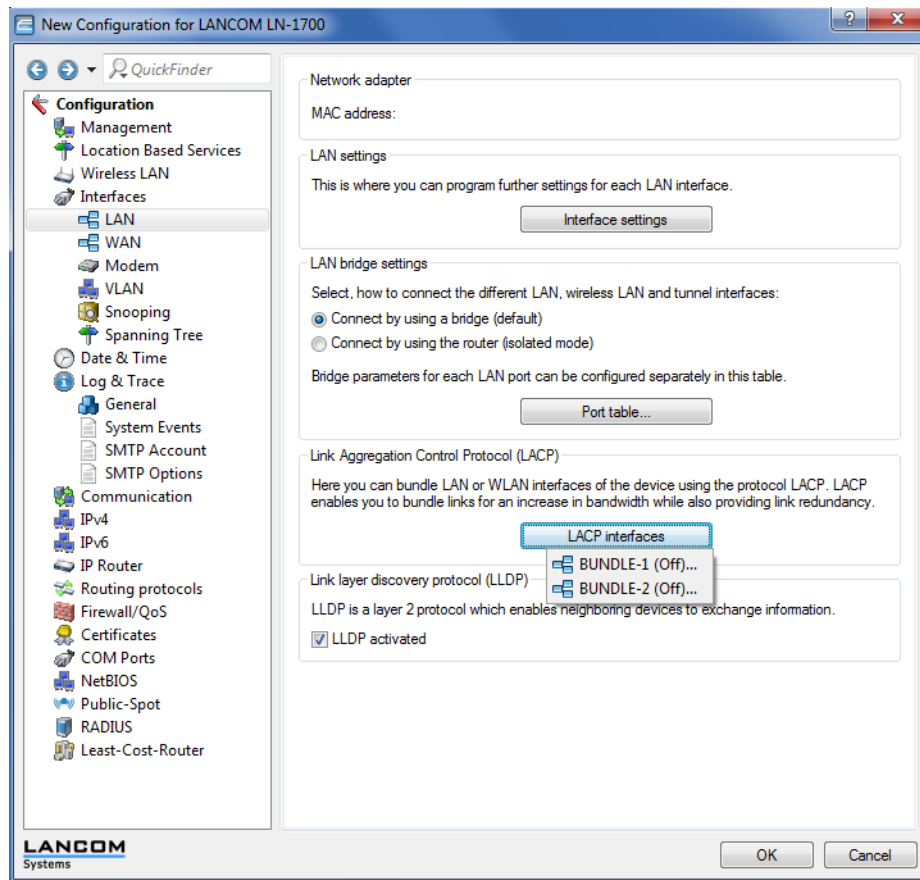 New Configuration for LANCOM LN-1700
?
QuickFinder
Configuration
Management
Location Based Services
Wireless LAN
Interfaces
LAN
WAN
Modem
VLAN
Snooping
Spanning Tree
Date & Time
Log & Trace
General
System Events
SMTP Account
SMTP Options
Communication
IPv4
IPv6
IP Router
Routing protocols
Firewall/QoS
Certificates
COM Ports
NetBIOS
Public-Spot
RADIUS
Least-Cost-Router
Network adapter
MAC address:
LAN settings
This is where you can program further settings for each LAN interface.
Interface settings
LAN bridge settings
Select, how to connect the different LAN, wireless LAN and tunnel interfaces:
Connect by using a bridge (default)
Connect by using the router (isolated mode)
Bridge parameters for each LAN port can be configured separately in this table.
Port table...
Link Aggregation Control Protocol (LACP)
Here you can bundle LAN or WLAN interfaces of the device using the protocol LACP. LACP
enables you to bundle links for an increase in bandwidth while also providing link redundancy.
LACP interfaces
BUNDLE-1 (Off)...
BUNDLE-2 (Off)...
Link layer discovery protocol (LLDP)
LLDP is a layer 2 protocol which enables neighboring devices to exchange information.
LLDP activated
LANCOM
Systems
OK
Cancel